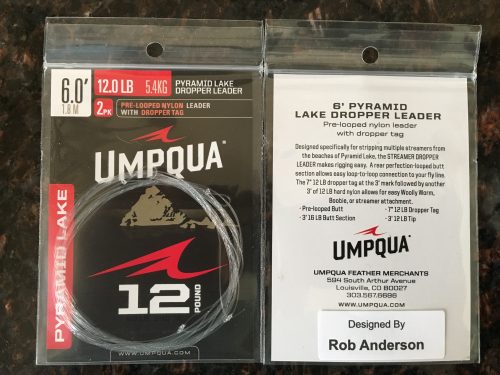 6.0'
1.8 M
12.0 LB
5.4KG
PYRAMID LAKE
DROPPER LEADER
2PK
PRE-LOOPED NYLON LEADER
WITH DROPPER TAG
UMPQUA®
PYRAMID LAKE
12
POUND
WWW.UMPQUA.COM
6' PYRAMID
LAKE DROPPER LEADER
Pre-looped nylon leader
with dropper tag
Designed specifically for stripping multiple streamers from
the beaches of Pyramid Lake, the STREAMER DROPPER
LEADER makes rigging easy. A rear perfection-looped butt
section allows easy loop-to-loop connection to your fly line.
The 7" 12 LB dropper tag at the 3' mark followed by another
3' of 12 LB hard nylon allows for easy Woolly Worm,
Boobie, or streamer attachment.
• Pre-looped Butt
• 7" 12 LB Dropper Tag
• 3' 16 LB Butt Section
• 3' 12 LB Tip
UMPQUA®
UMPQUA FEATHER MERCHANTS
594 South Arthur Avenue
Louisville, CO 80027
303.567.6696
WWW.UMPQUA.COM
Designed By
Rob Anderson